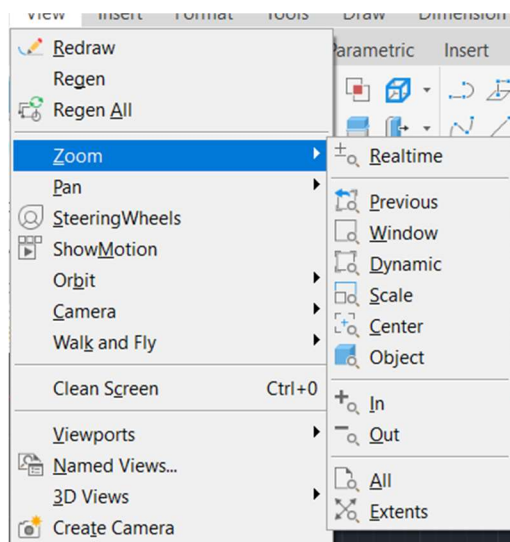 View Insert Format Tools Draw Dimension
Parametric Insert
Redraw
Regen
Regen All
Zoom
Pan
SteeringWheels
ShowMotion
Orbit
Camera
Walk and Fly
Clean Screen Ctrl+0
Viewports
Named Views...
3D Views
Create Camera
Realtime
Previous
Window
Dynamic
Scale
Center
Object
In
Out
All
Extents